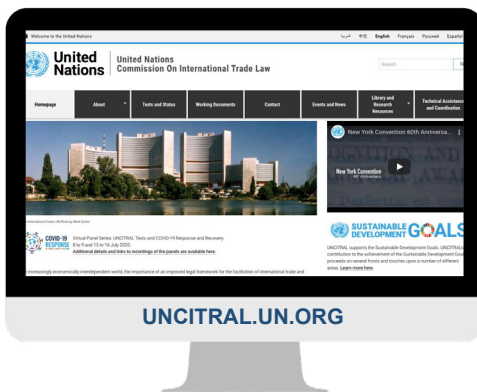 Welcome to the United Nations
العربية 中文 English Français Русский Español
United Nations
United Nations
Commission On International Trade Law
Search
Homepage
About
Texts and Status
Working Documents
Contact
Events and News
Library and Research Resources
Technical Assistance and Coordination
New York Convention 60th Anniversa...
New York Convention
60th Anniversary
COVID-19 RESPONSE
Virtual Panel Series: UNCITRAL Texts and COVID-19 Response and Recovery.
8 to 9 and 13 to 16 July 2020.
Additional details and links to recordings of the panels are available here.
SUSTAINABLE DEVELOPMENT GOALS
UNCITRAL supports the Sustainable Development Goals. UNCITRAL's
contribution to the achievement of the Sustainable Development Goals
proceeds on several fronts and touches upon a number of different
areas. Learn more here.
increasingly economically interdependent world, the importance of an improved legal framework for the facilitation of international trade and
UNCITRAL.UN.ORG